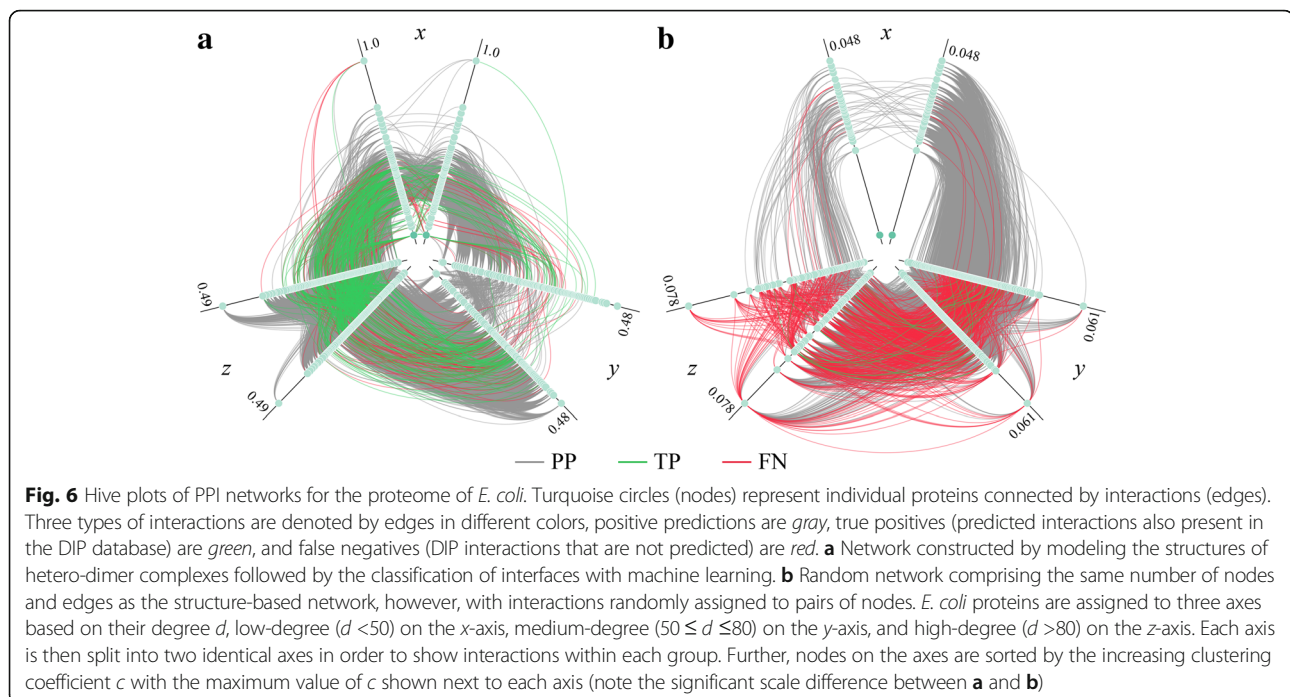 a
x
b
x
1.0
1.0
0.048
0.048
0.49
0.48
0.078
0.061
z
y
z
y
0.49
0.48
0.078
0.061
PP TP FN
Fig. 6 Hive plots of PPI networks for the proteome of E. coli. Turquoise circles (nodes) represent individual proteins connected by interactions (edges).
Three types of interactions are denoted by edges in different colors, positive predictions are gray, true positives (predicted interactions also present in
the DIP database) are green, and false negatives (DIP interactions that are not predicted) are red. a Network constructed by modeling the structures of
hetero-dimer complexes followed by the classification of interfaces with machine learning. b Random network comprising the same number of nodes
and edges as the structure-based network, however, with interactions randomly assigned to pairs of nodes. E. coli proteins are assigned to three axes
based on their degree d, low-degree (d <50) on the x-axis, medium-degree (50 ≤ d ≤80) on the y-axis, and high-degree (d >80) on the z-axis. Each axis
is then split into two identical axes in order to show interactions within each group. Further, nodes on the axes are sorted by the increasing clustering
coefficient c with the maximum value of c shown next to each axis (note the significant scale difference between a and b)